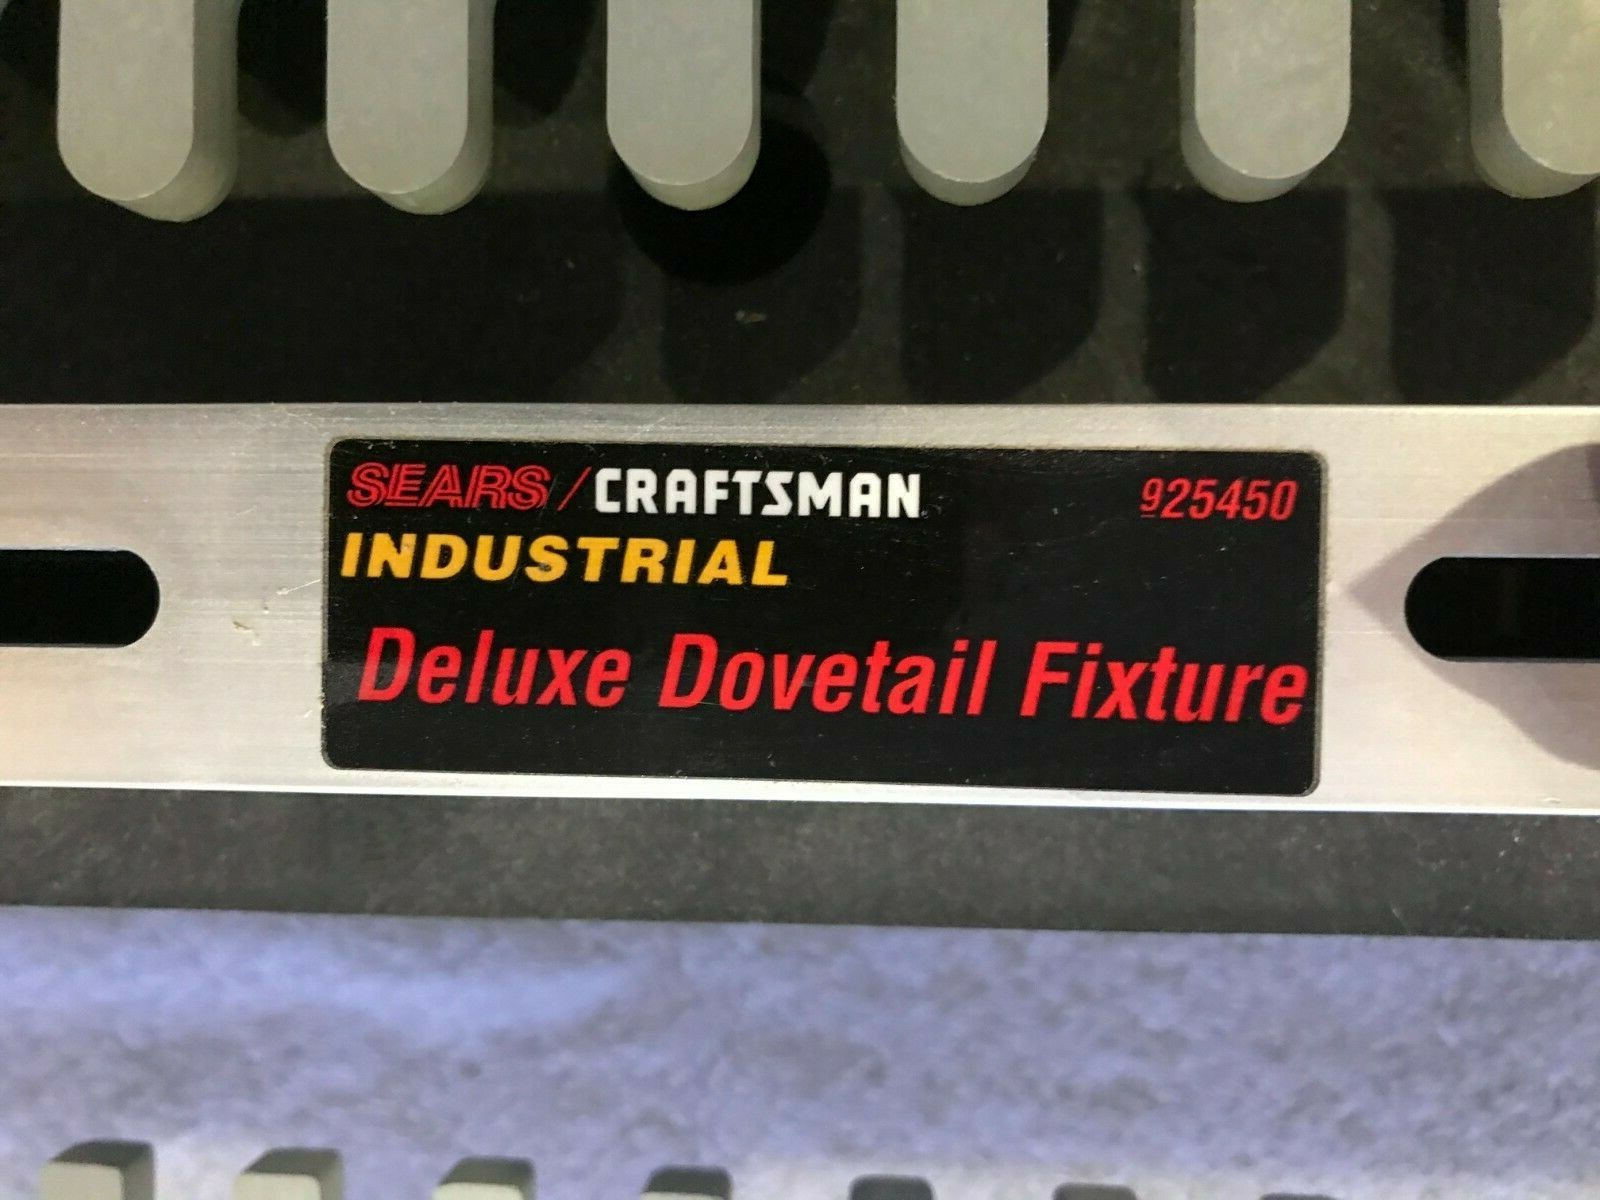 SEARS / CRAFTSMAN 925450
INDUSTRIAL
Deluxe Dovetail Fixture